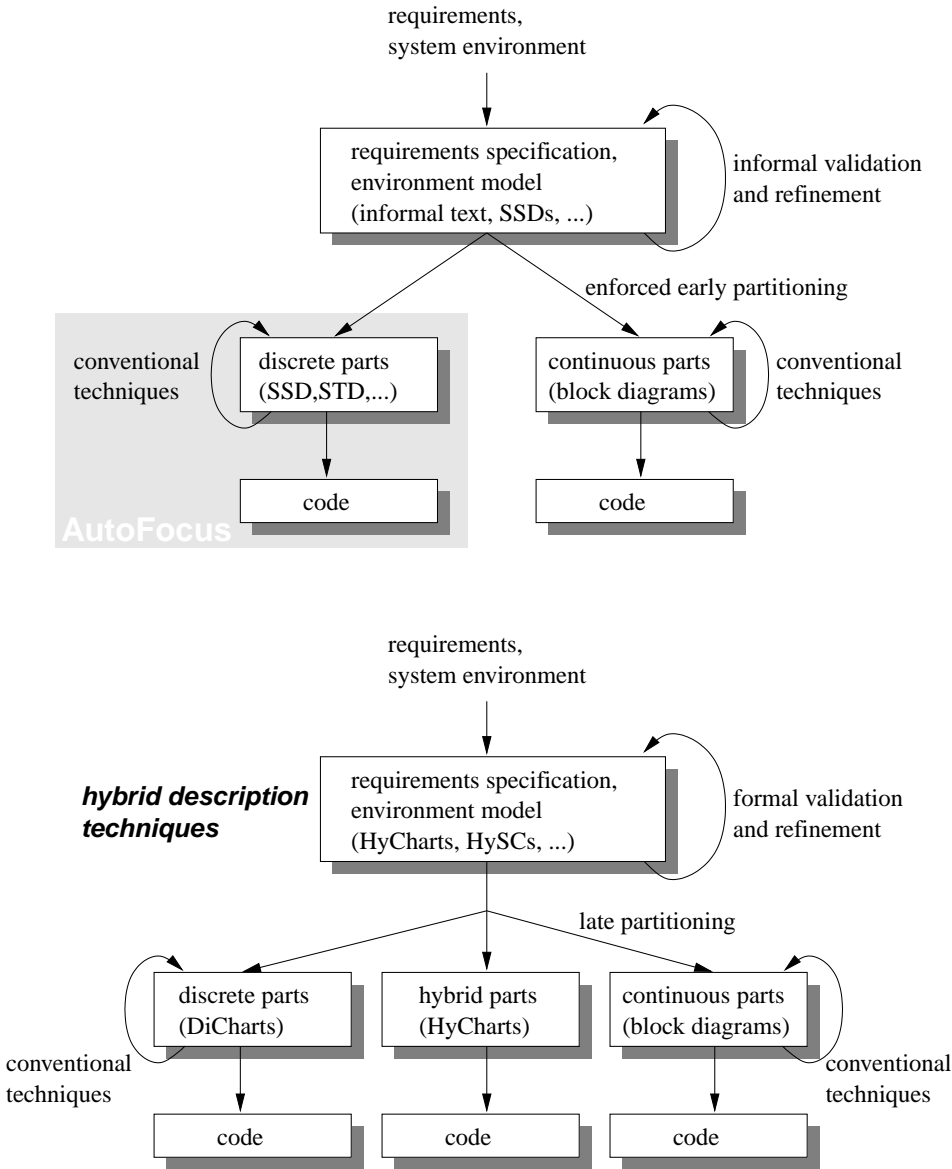 requirements,
system environment
requirements specification,
environment model
(informal text, SSDs, ...)
informal validation
and refinement
enforced early partitioning
conventional
techniques
discrete parts
(SSD,STD,...)
continuous parts
(block diagrams)
conventional
techniques
code
code
AutoFocus
requirements,
system environment
hybrid description
techniques
requirements specification,
environment model
(HyCharts, HySCs, ...)
formal validation
and refinement
late partitioning
discrete parts
(DiCharts)
hybrid parts
(HyCharts)
continuous parts
(block diagrams)
conventional
techniques
conventional
techniques
code
code
code